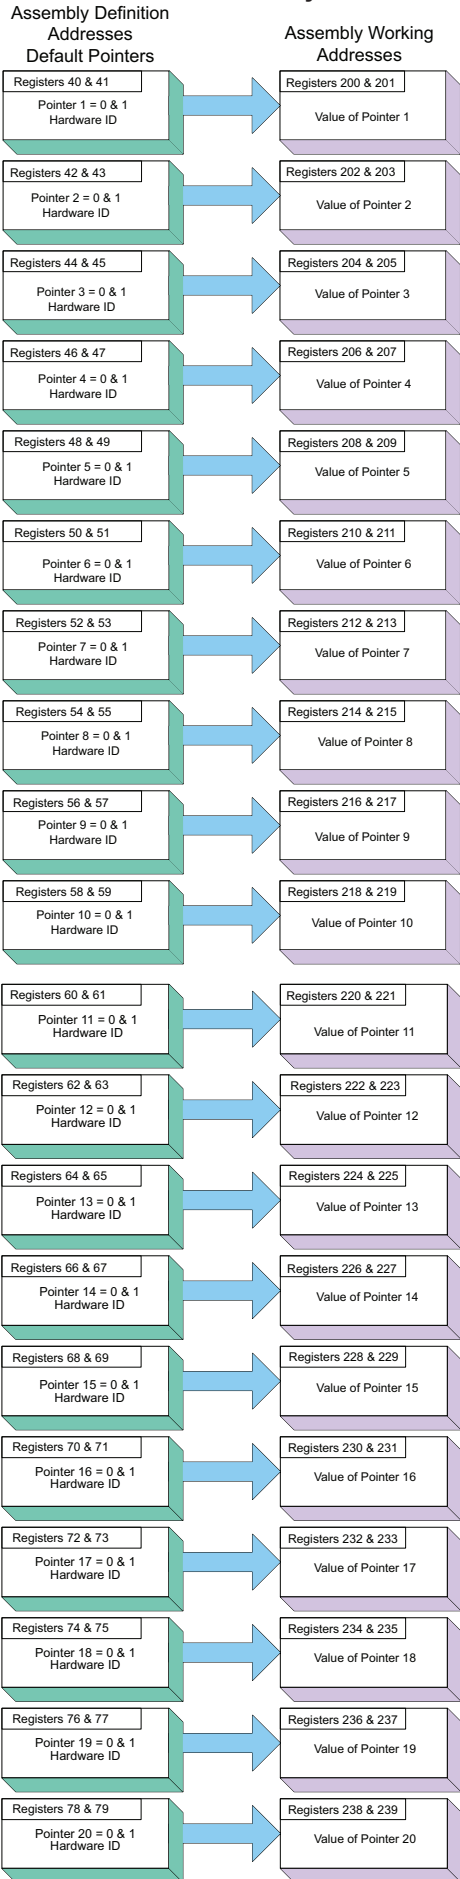 Assembly Definition
Addresses
Default Pointers
Assembly Working
Addresses
Registers 40 & 41
Pointer 1 = 0 & 1
Hardware ID
Registers 200 & 201
Value of Pointer 1
Registers 42 & 43
Pointer 2 = 0 & 1
Hardware ID
Registers 202 & 203
Value of Pointer 2
Registers 44 & 45
Pointer 3 = 0 & 1
Hardware ID
Registers 204 & 205
Value of Pointer 3
Registers 46 & 47
Pointer 4 = 0 & 1
Hardware ID
Registers 206 & 207
Value of Pointer 4
Registers 48 & 49
Pointer 5 = 0 & 1
Hardware ID
Registers 208 & 209
Value of Pointer 5
Registers 50 & 51
Pointer 6 = 0 & 1
Hardware ID
Registers 210 & 211
Value of Pointer 6
Registers 52 & 53
Pointer 7 = 0 & 1
Hardware ID
Registers 212 & 213
Value of Pointer 7
Registers 54 & 55
Pointer 8 = 0 & 1
Hardware ID
Registers 214 & 215
Value of Pointer 8
Registers 56 & 57
Pointer 9 = 0 & 1
Hardware ID
Registers 216 & 217
Value of Pointer 9
Registers 58 & 59
Pointer 10 = 0 & 1
Hardware ID
Registers 218 & 219
Value of Pointer 10
Registers 60 & 61
Pointer 11 = 0 & 1
Hardware ID
Registers 220 & 221
Value of Pointer 11
Registers 62 & 63
Pointer 12 = 0 & 1
Hardware ID
Registers 222 & 223
Value of Pointer 12
Registers 64 & 65
Pointer 13 = 0 & 1
Hardware ID
Registers 224 & 225
Value of Pointer 13
Registers 66 & 67
Pointer 14 = 0 & 1
Hardware ID
Registers 226 & 227
Value of Pointer 14
Registers 68 & 69
Pointer 15 = 0 & 1
Hardware ID
Registers 228 & 229
Value of Pointer 15
Registers 70 & 71
Pointer 16 = 0 & 1
Hardware ID
Registers 230 & 231
Value of Pointer 16
Registers 72 & 73
Pointer 17 = 0 & 1
Hardware ID
Registers 232 & 233
Value of Pointer 17
Registers 74 & 75
Pointer 18 = 0 & 1
Hardware ID
Registers 234 & 235
Value of Pointer 18
Registers 76 & 77
Pointer 19 = 0 & 1
Hardware ID
Registers 236 & 237
Value of Pointer 19
Registers 78 & 79
Pointer 20 = 0 & 1
Hardware ID
Registers 238 & 239
Value of Pointer 20